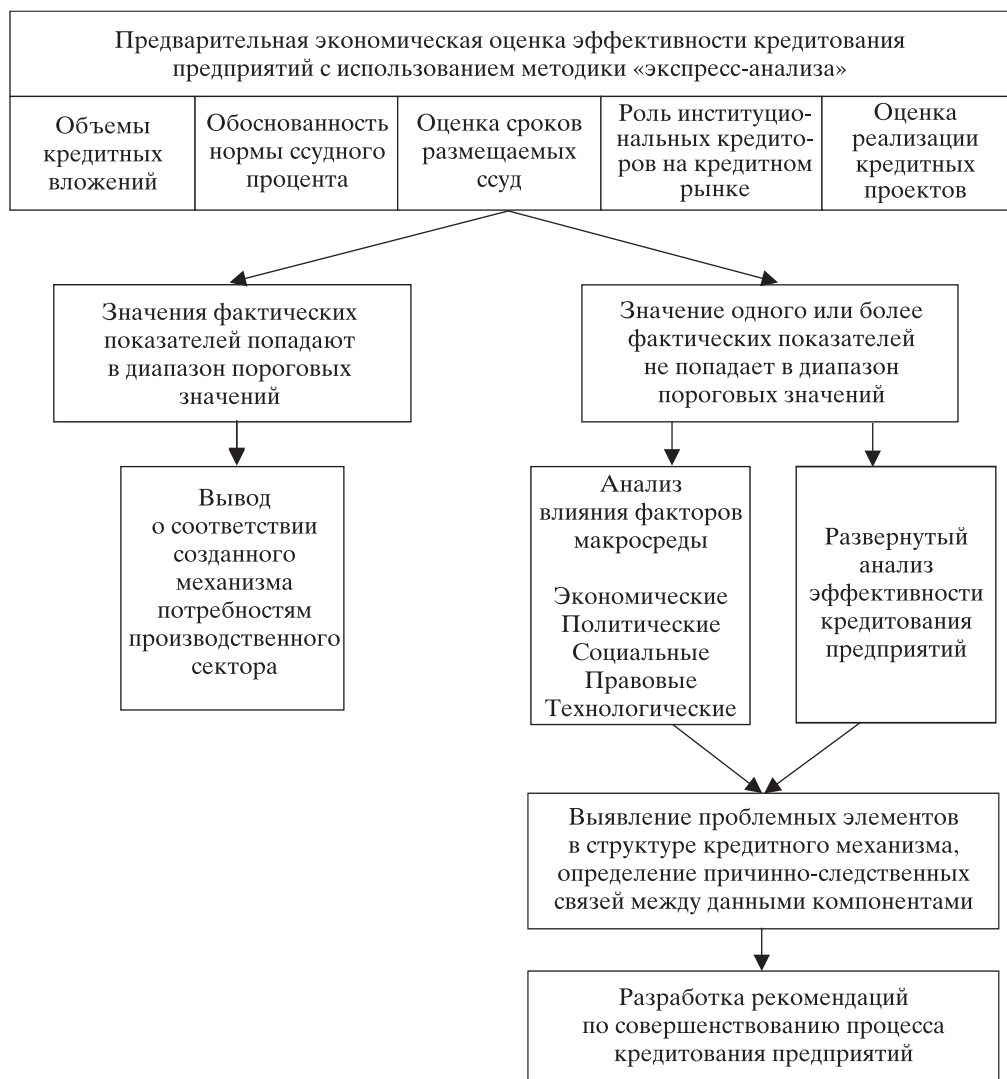 Предварительная экономическая оценка эффективности кредитования
предприятий с использованием методики «экспресс-анализа»
Объемы
кредитных
вложений
Обоснованность
нормы ссудного
процента
Оценка сроков
размещаемых
ссуд
Роль институцио-
нальных кредито-
ров на кредитном
рынке
Оценка
реализации
кредитных
проектов
Значения фактических
показателей попадают
в диапазон пороговых
значений
Значение одного или более
фактических показателей
не попадает в диапазон
пороговых значений
Вывод
о соответствии
созданного
механизма
потребностям
производственного
сектора
Анализ
влияния факторов
макросреды
Экономические
Политические
Социальные
Правовые
Технологические
Развернутый
анализ
эффективности
кредитования
предприятий
Выявление проблемных элементов
в структуре кредитного механизма,
определение причинно-следственных
связей между данными компонентами
Разработка рекомендаций
по совершенствованию процесса
кредитования предприятий